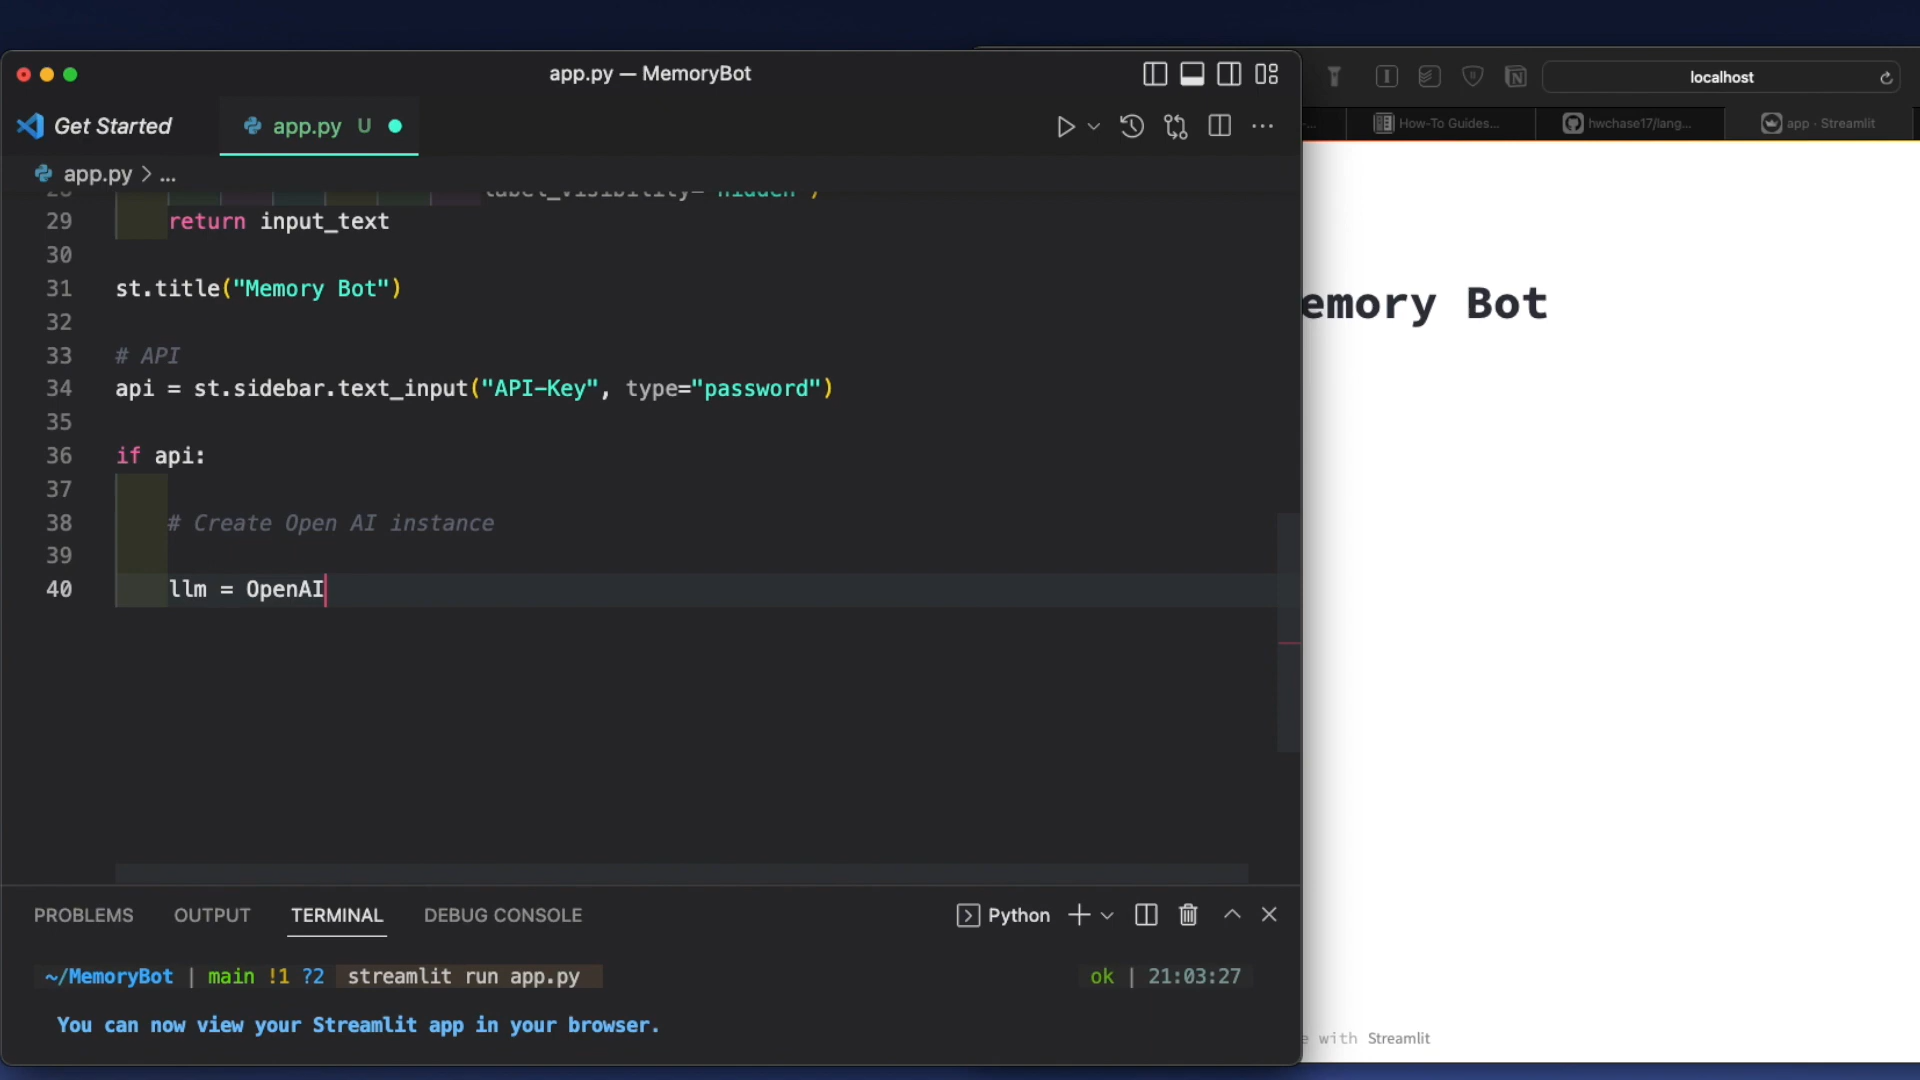 app.py — MemoryBot
localhost
Get Started
app.py U
How-To Guides...
hwchase17/lang...
app · Streamlit
app.py > ...
28 label_visibility="hidden")
29 return input_text
30
31 st.title("Memory Bot")
32
33 # API
34 api = st.sidebar.text_input("API-Key", type="password")
35
36 if api:
37
38 # Create Open AI instance
39
40 llm = OpenAI
emory Bot
PROBLEMS OUTPUT TERMINAL DEBUG CONSOLE Python
~/MemoryBot | main !1 ?2 streamlit run app.py ok | 21:03:27
You can now view your Streamlit app in your browser.
e with Streamlit